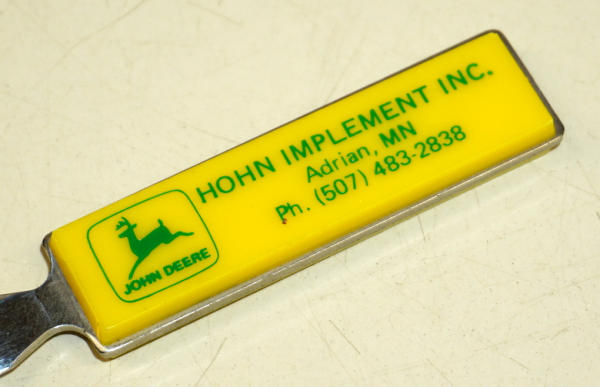 HOHN IMPLEMENT INC.
Adrian, MN
Ph. (507) 483-2838
JOHN DEERE